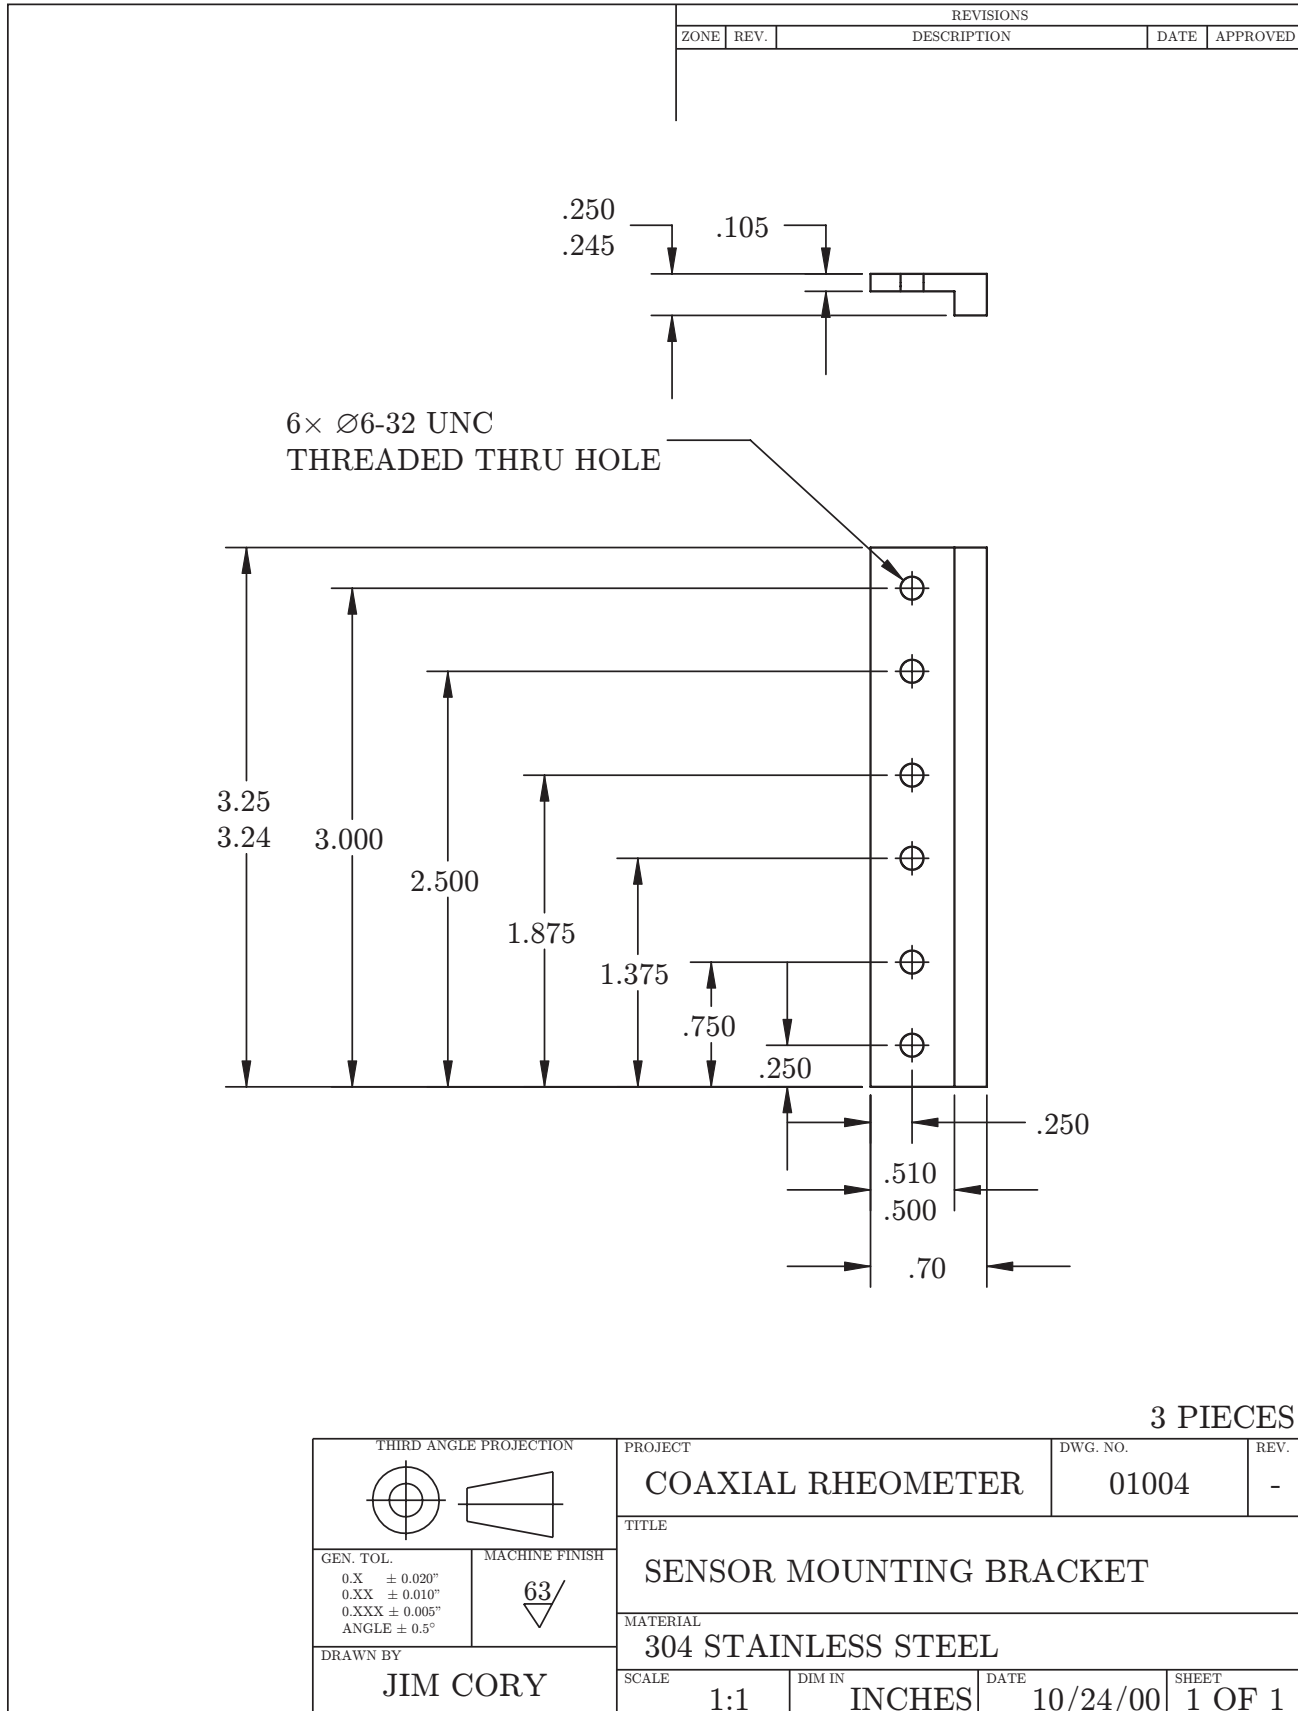 REVISIONS
ZONE REV. DESCRIPTION DATE APPROVED
.250
.245
.105
6× ∅6-32 UNC
THREADED THRU HOLE
3.25
3.24
3.000
2.500
1.875
1.375
.750
.250
.250
.510
.500
.70
3 PIECES
THIRD ANGLE PROJECTION
PROJECT
COAXIAL RHEOMETER
DWG. NO.
01004
REV.
-
TITLE
SENSOR MOUNTING BRACKET
GEN. TOL.
0.X ± 0.020”
0.XX ± 0.010”
0.XXX ± 0.005”
ANGLE ± 0.5°
MACHINE FINISH
63
MATERIAL
304 STAINLESS STEEL
DRAWN BY
JIM CORY
SCALE
1:1
DIM IN
INCHES
DATE
10/24/00
SHEET
1 OF 1